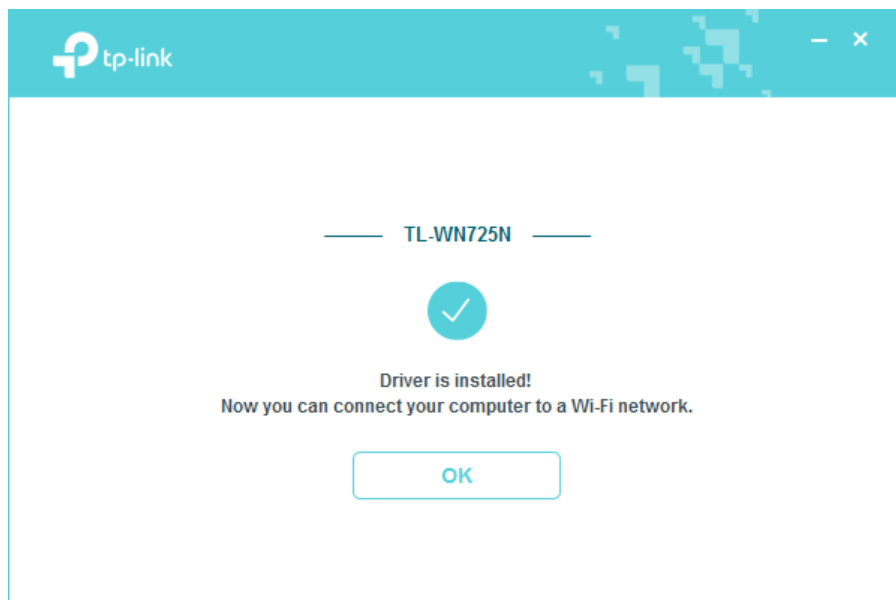 tp-link
TL-WN725N
Driver is installed!
Now you can connect your computer to a Wi-Fi network.
OK